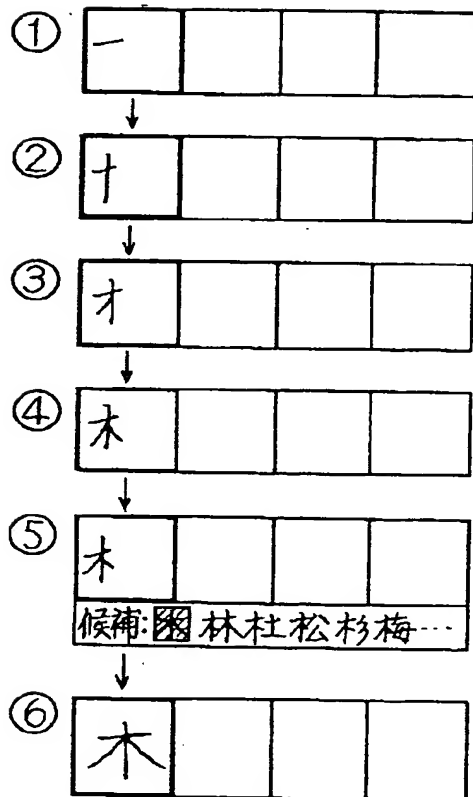 ① 一
② 十
③ 才
④ 木
⑤ 木
候補: 木 林 杜 松 杉 梅…
⑥ 木